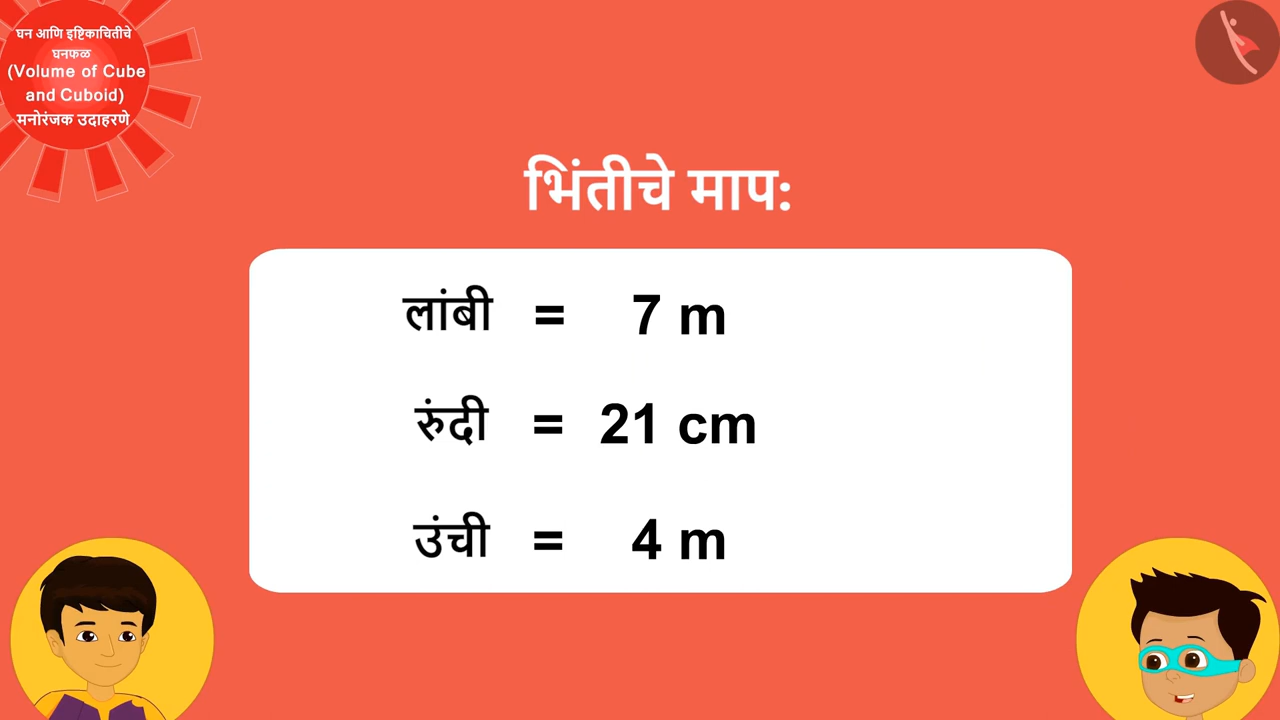 घन आणि इष्टिकाचितीचे
घनफळ
(Volume of Cube
and Cuboid)
मनोरंजक उदाहरणे
भिंतीचे माप:
लांबी = 7 m
रुंदी = 21 cm
उंची = 4 m